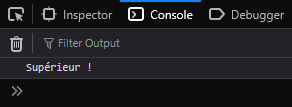 Inspector Console Debugger
Filter Output
Supérieur !